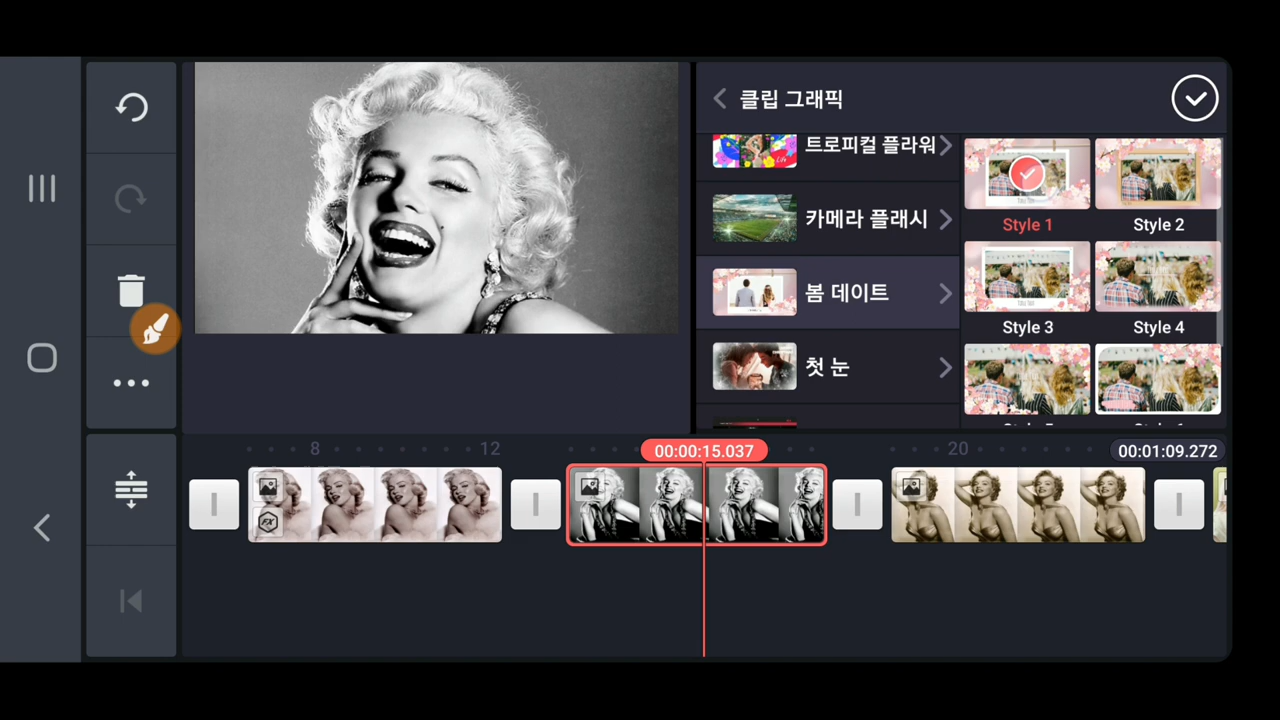 클립 그래픽
트로피컬 플라워
카메라 플래시
봄 데이트
첫 눈
Style 1
Style 2
Style 3
Style 4
8
12
00:00:15.037
20
00:01:09.272
FX